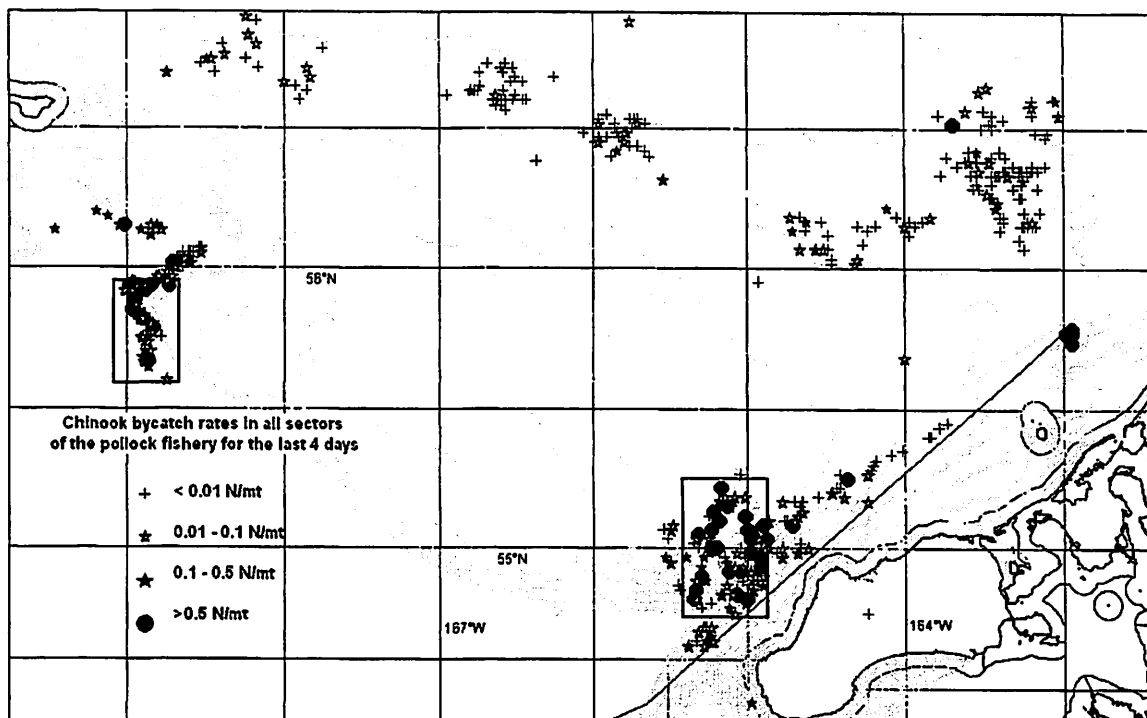 56°N
Chinook bycatch rates in all sectors
of the pollock fishery for the last 4 days
< 0.01 N/mt
0.01 - 0.1 N/mt
0.1 - 0.5 N/mt
>0.5 N/mt
55°N
167°W
164°W